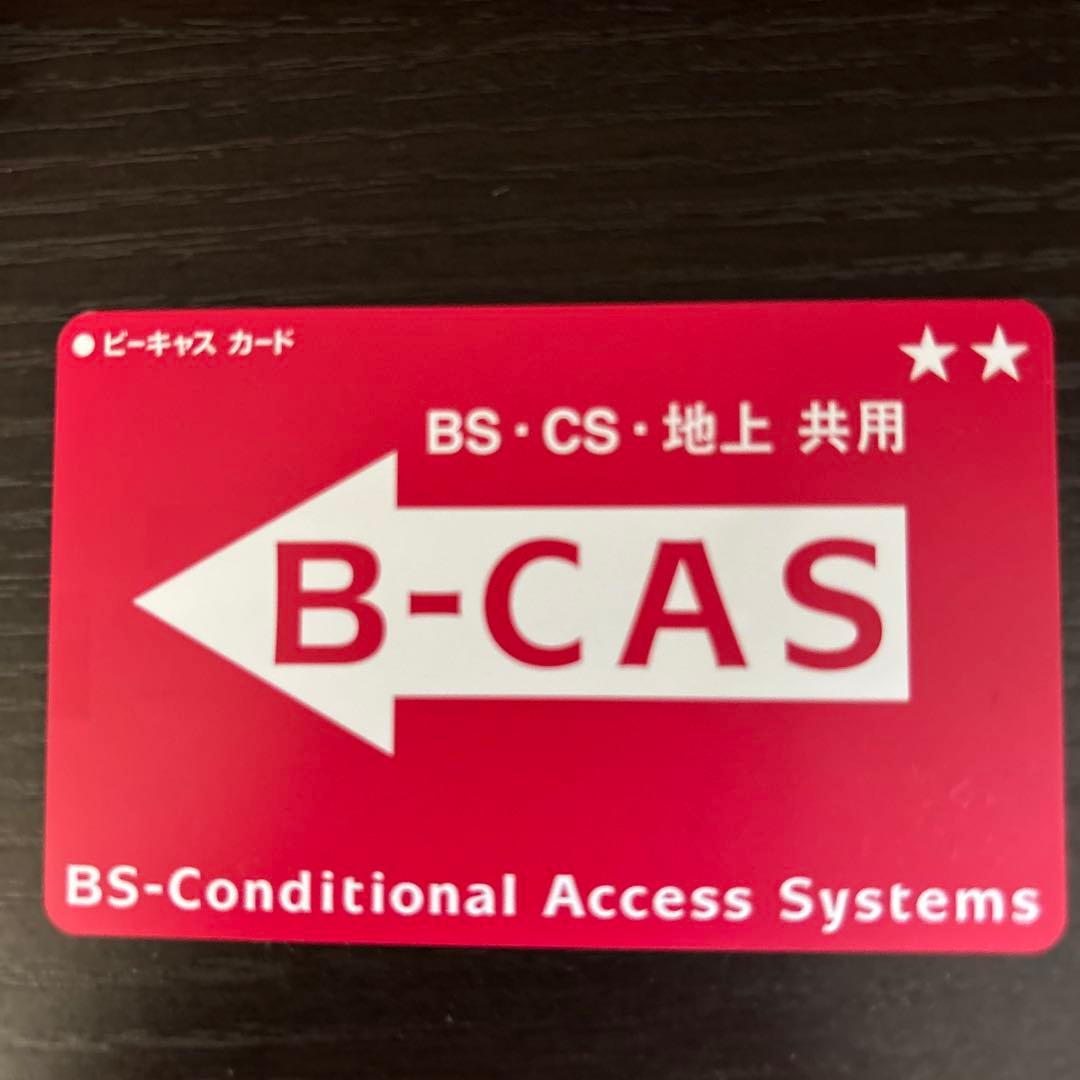 ●ビーキャス カード
★★
BS・CS・地上 共用
B-CAS
BS-Conditional Access Systems